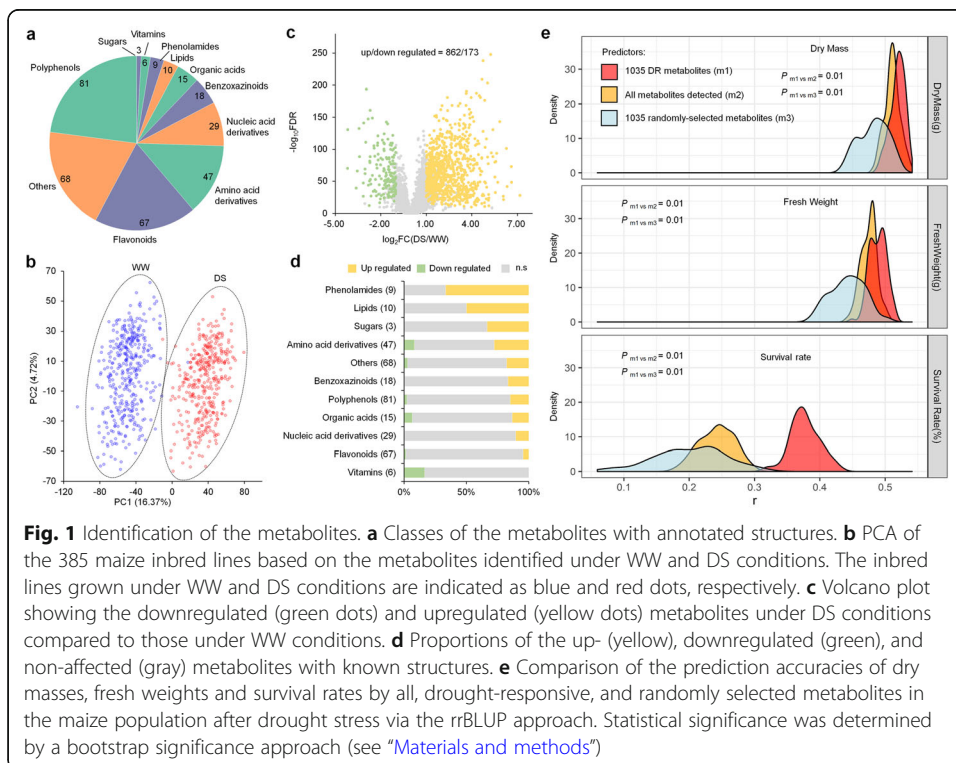 a
Sugars
3
Vitamins
6
Phenolamides
9
Lipids
10
Organic acids
15
Benzoxazinoids
18
Nucleic acid
derivatives
29
Amino acid
derivatives
47
Flavonoids
67
Others
68
Polyphenols
81
b
WW
DS
PC2 (4.72%)
70
50
30
10
-10
-30
-50
-70
-120
-80
-40
0
40
80
PC1 (16.37%)
c
up/down regulated = 862/173
-log10FDR
250
200
150
100
50
0
-5.00
-2.00
1.00
4.00
7.00
log2FC(DS/WW)
d
Up regulated
Down regulated
n.s
Phenolamides (9)
Lipids (10)
Sugars (3)
Amino acid derivatives (47)
Others (68)
Benzoxazinoids (18)
Polyphenols (81)
Organic acids (15)
Nucleic acid derivatives (29)
Flavonoids (67)
Vitamins (6)
0%
50%
100%
e
Predictors:
1035 DR metabolites (m1)
All metabolites detected (m2)
1035 randomly-selected metabolites (m3)
Dry Mass
P m1 vs m2 = 0.01
P m1 vs m3 = 0.01
Density
30
20
10
0
DryMass(g)
Fresh Weight
P m1 vs m2 = 0.01
P m1 vs m3 = 0.01
Density
30
20
10
0
FreshWeight(g)
Survival rate
P m1 vs m2 = 0.01
P m1 vs m3 = 0.01
Density
30
20
10
0
Survival Rate(%)
0.1
0.2
0.3
0.4
0.5
r
Fig. 1 Identification of the metabolites. a Classes of the metabolites with annotated structures. b PCA of
the 385 maize inbred lines based on the metabolites identified under WW and DS conditions. The inbred
lines grown under WW and DS conditions are indicated as blue and red dots, respectively. c Volcano plot
showing the downregulated (green dots) and upregulated (yellow dots) metabolites under DS conditions
compared to those under WW conditions. d Proportions of the up- (yellow), downregulated (green), and
non-affected (gray) metabolites with known structures. e Comparison of the prediction accuracies of dry
masses, fresh weights and survival rates by all, drought-responsive, and randomly selected metabolites in
the maize population after drought stress via the rrBLUP approach. Statistical significance was determined
by a bootstrap significance approach (see “Materials and methods”)